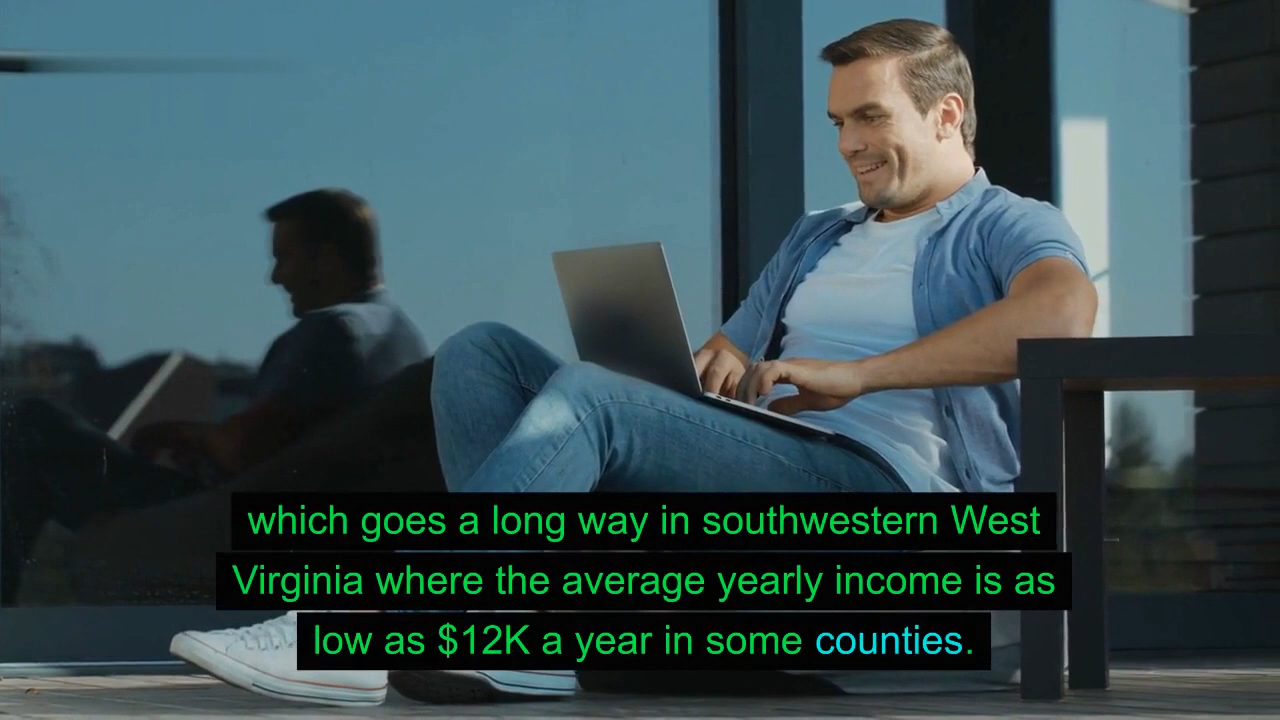 which goes a long way in southwestern West
Virginia where the average yearly income is as
low as $12K a year in some counties.